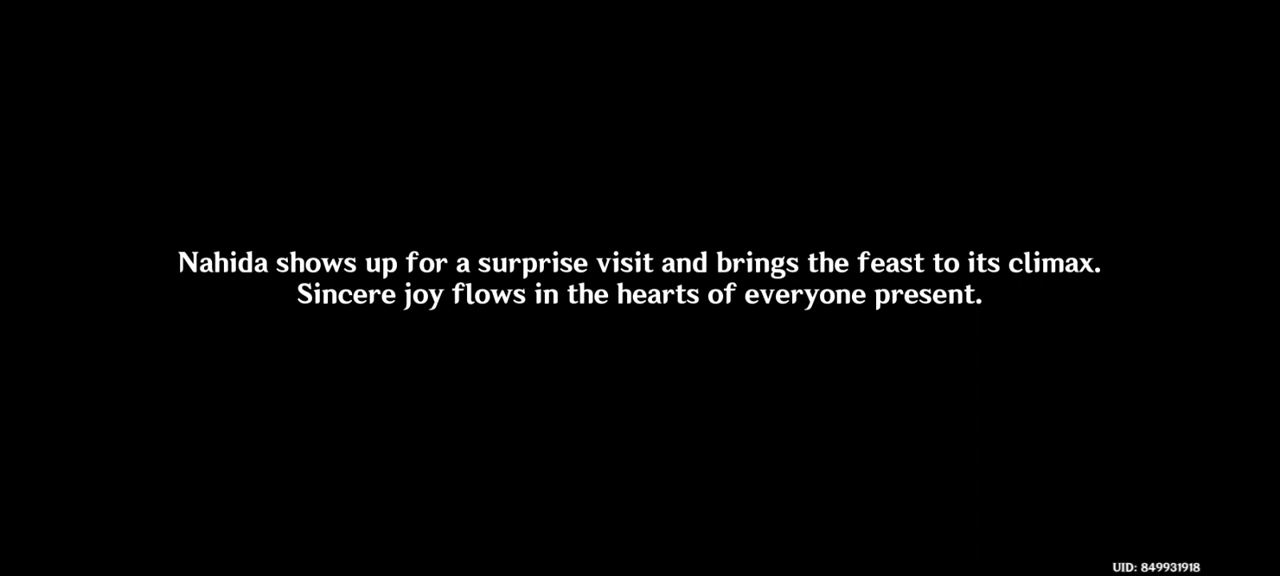 Nahida shows up for a surprise visit and brings the feast to its climax.
Sincere joy flows in the hearts of everyone present.
UID: 849931918